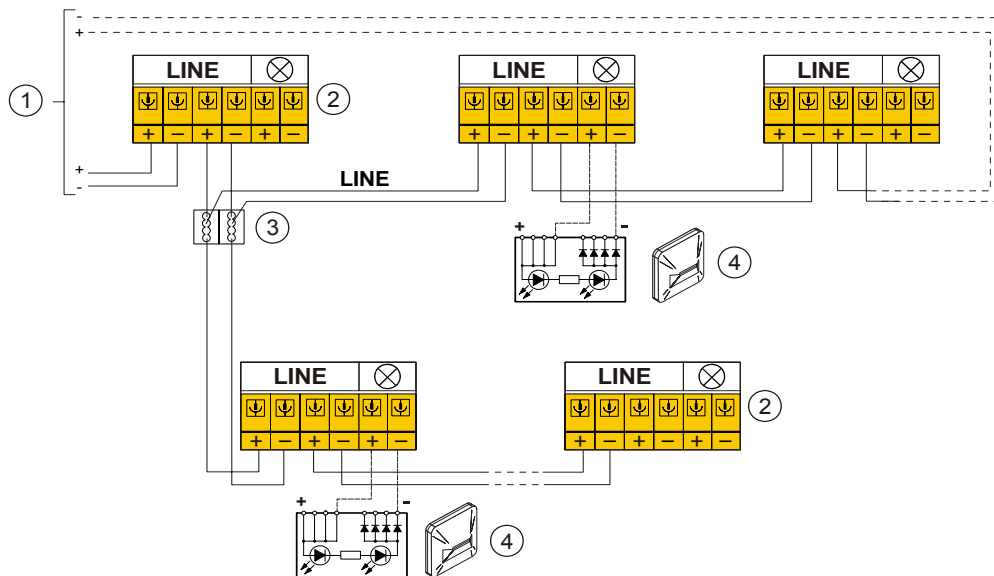 -
+
LINE LINE LINE
1 2
+ − + − + − + − + − + − + − + − + −
+
-
LINE
3
+ -
4
LINE LINE
2
+ − + − + − + − + − + −
+ -
4